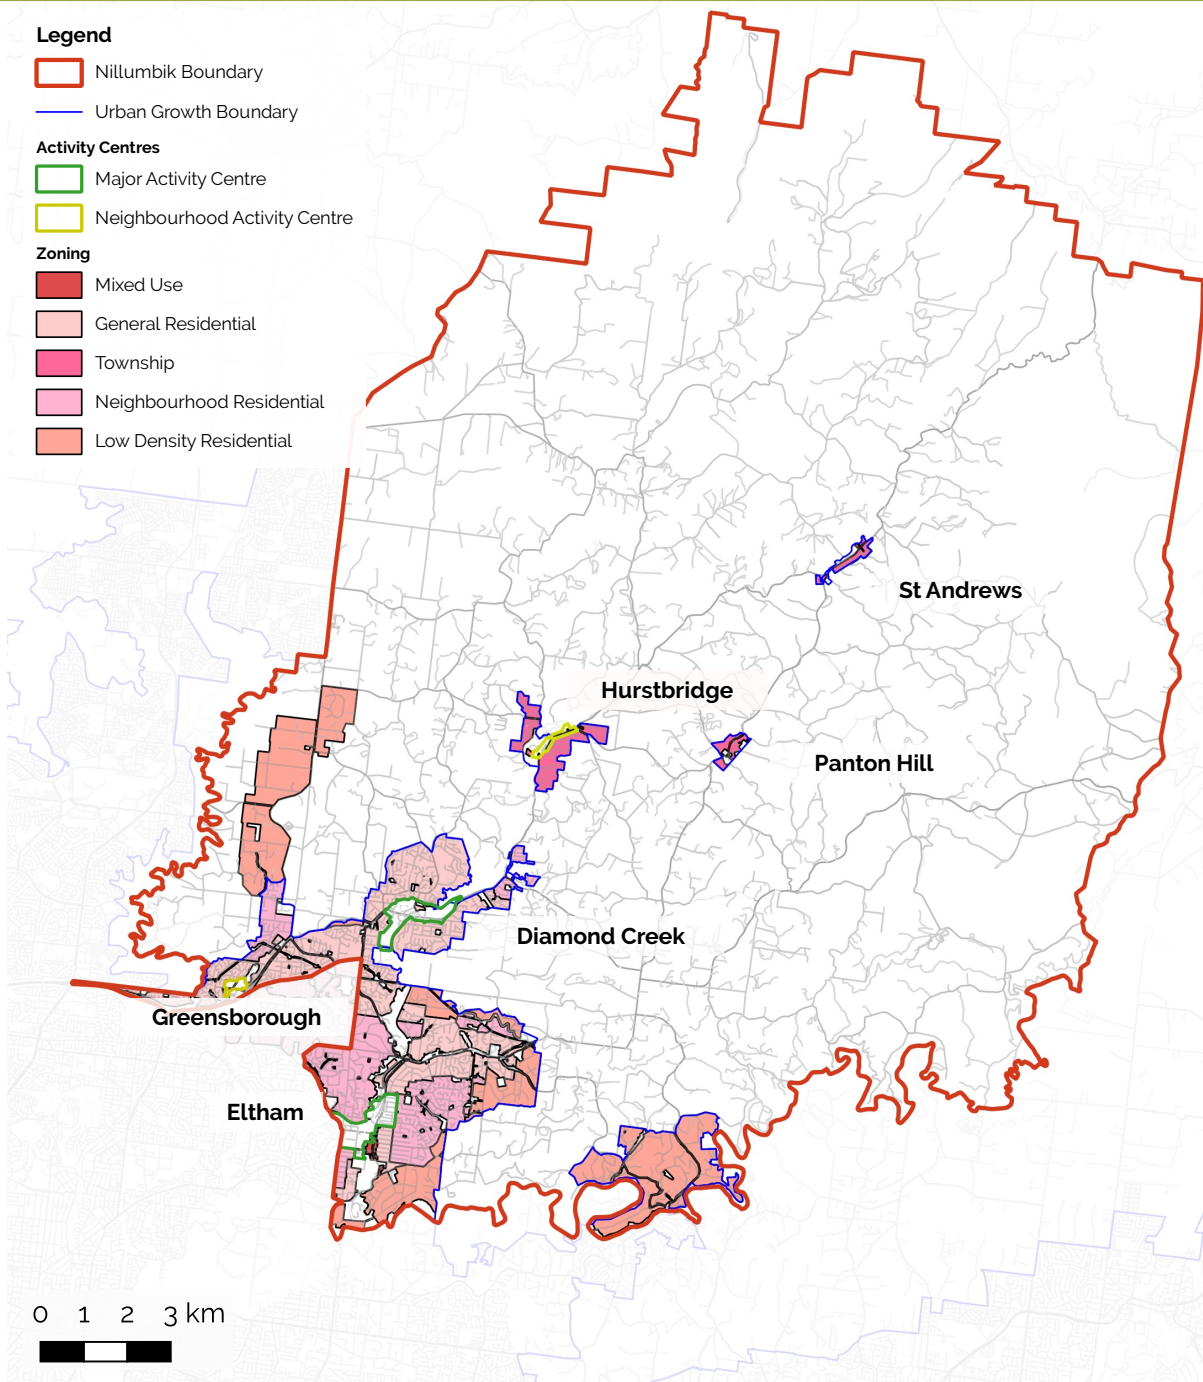 Legend
Nillumbik Boundary
Urban Growth Boundary
Activity Centres
Major Activity Centre
Neighbourhood Activity Centre
Zoning
Mixed Use
General Residential
Township
Neighbourhood Residential
Low Density Residential
St Andrews
Hurstbridge
Panton Hill
Diamond Creek
Greensborough
Eltham
0 1 2 3 km